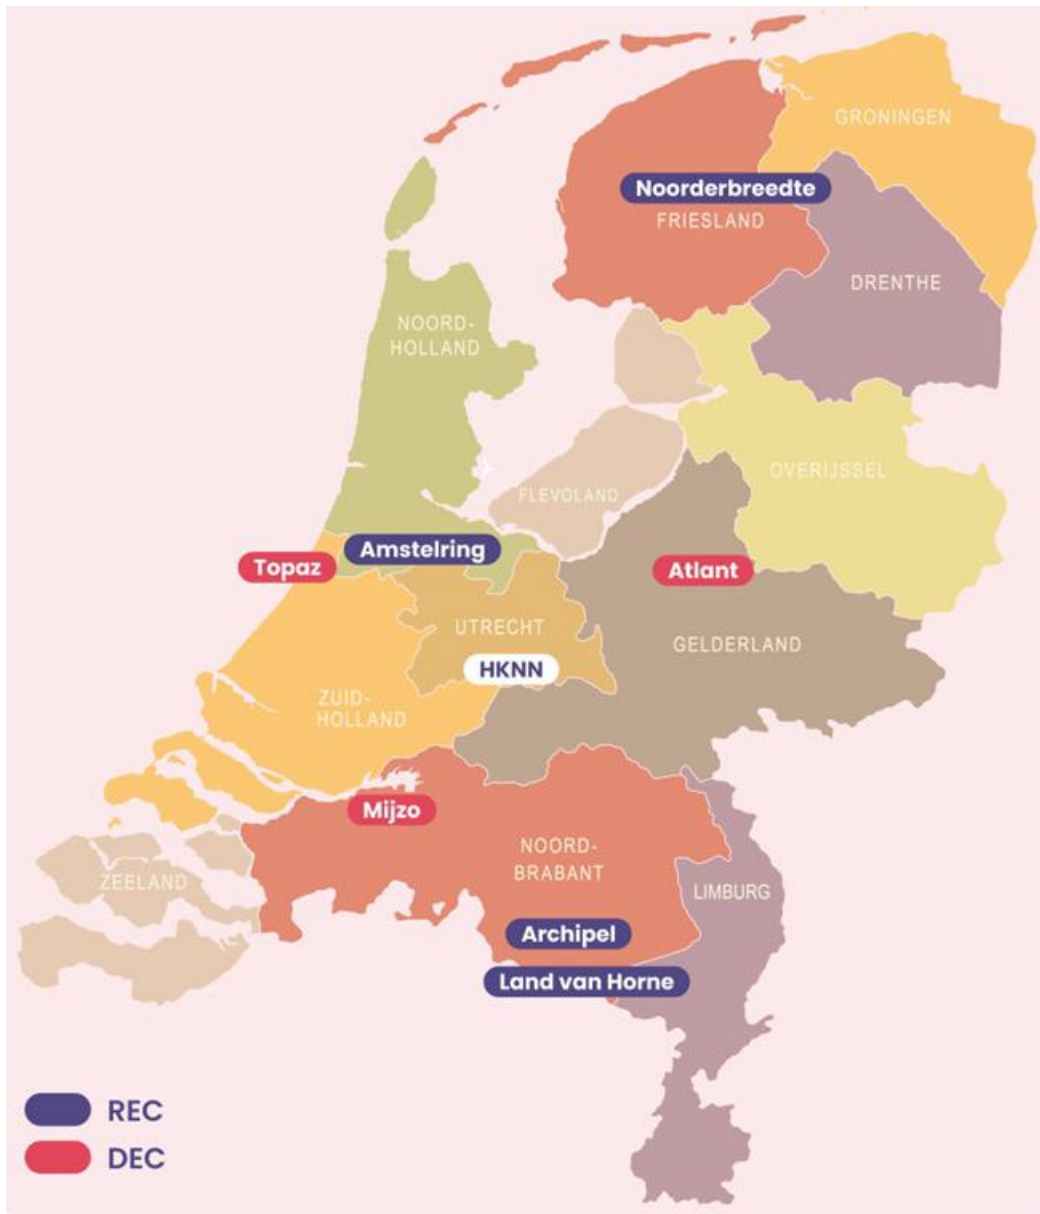 GRONINGEN
Noorderbreedte
FRIESLAND
DRENTHE
NOORD-
HOLLAND
OVERIJSSEL
FLEVOLAND
Amstelring
Topaz
Atlant
UTRECHT
GELDERLAND
HKNN
ZUID-
HOLLAND
Mijzo
NOORD-
BRABANT
ZEELAND
LIMBURG
Archipel
Land van Horne
REC
DEC